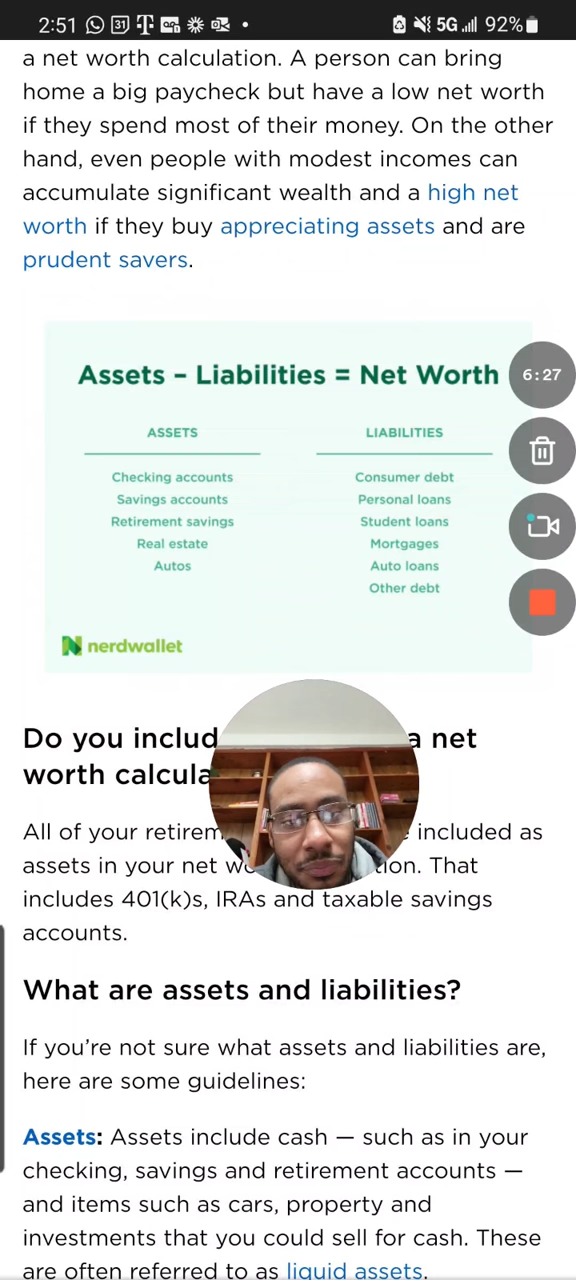 2:51 31 5G 92%
a net worth calculation. A person can bring
home a big paycheck but have a low net worth
if they spend most of their money. On the other
hand, even people with modest incomes can
accumulate significant wealth and a high net
worth if they buy appreciating assets and are
prudent savers.
Assets – Liabilities = Net Worth
6:27
ASSETS
Checking accounts
Savings accounts
Retirement savings
Real estate
Autos
LIABILITIES
Consumer debt
Personal loans
Student loans
Mortgages
Auto loans
Other debt
nerdwallet
Do you includ a net
worth calcula
All of your retirem included as
assets in your net tion. That
includes 401(k)s, IRAs and taxable savings
accounts.
What are assets and liabilities?
If you're not sure what assets and liabilities are,
here are some guidelines:
Assets: Assets include cash — such as in your
checking, savings and retirement accounts —
and items such as cars, property and
investments that you could sell for cash. These
are often referred to as liquid assets.